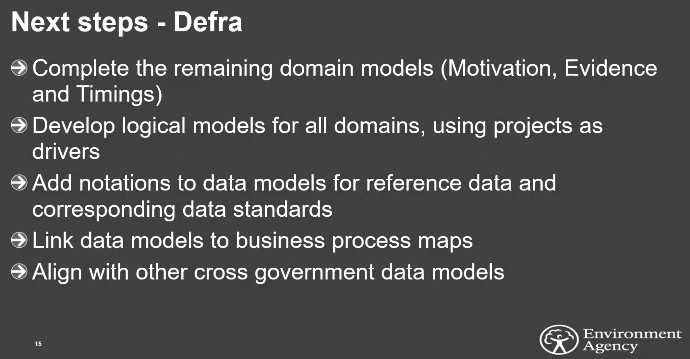 Next steps - Defra
Complete the remaining domain models (Motivation, Evidence
and Timings)
Develop logical models for all domains, using projects as
drivers
Add notations to data models for reference data and
corresponding data standards
Link data models to business process maps
Align with other cross government data models
15
Environment
Agency